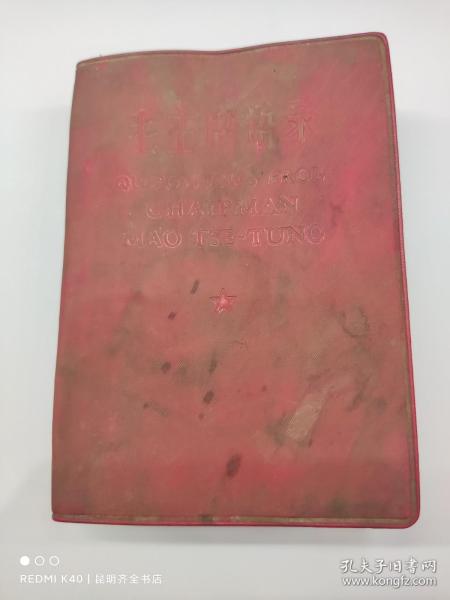 毛主席语录
QUOTATIONS FROM
CHAIRMAN
MAO TSE-TUNG
REDMI K40 | 昆明齐全书店
孔夫子旧书网
www.kongfz.com